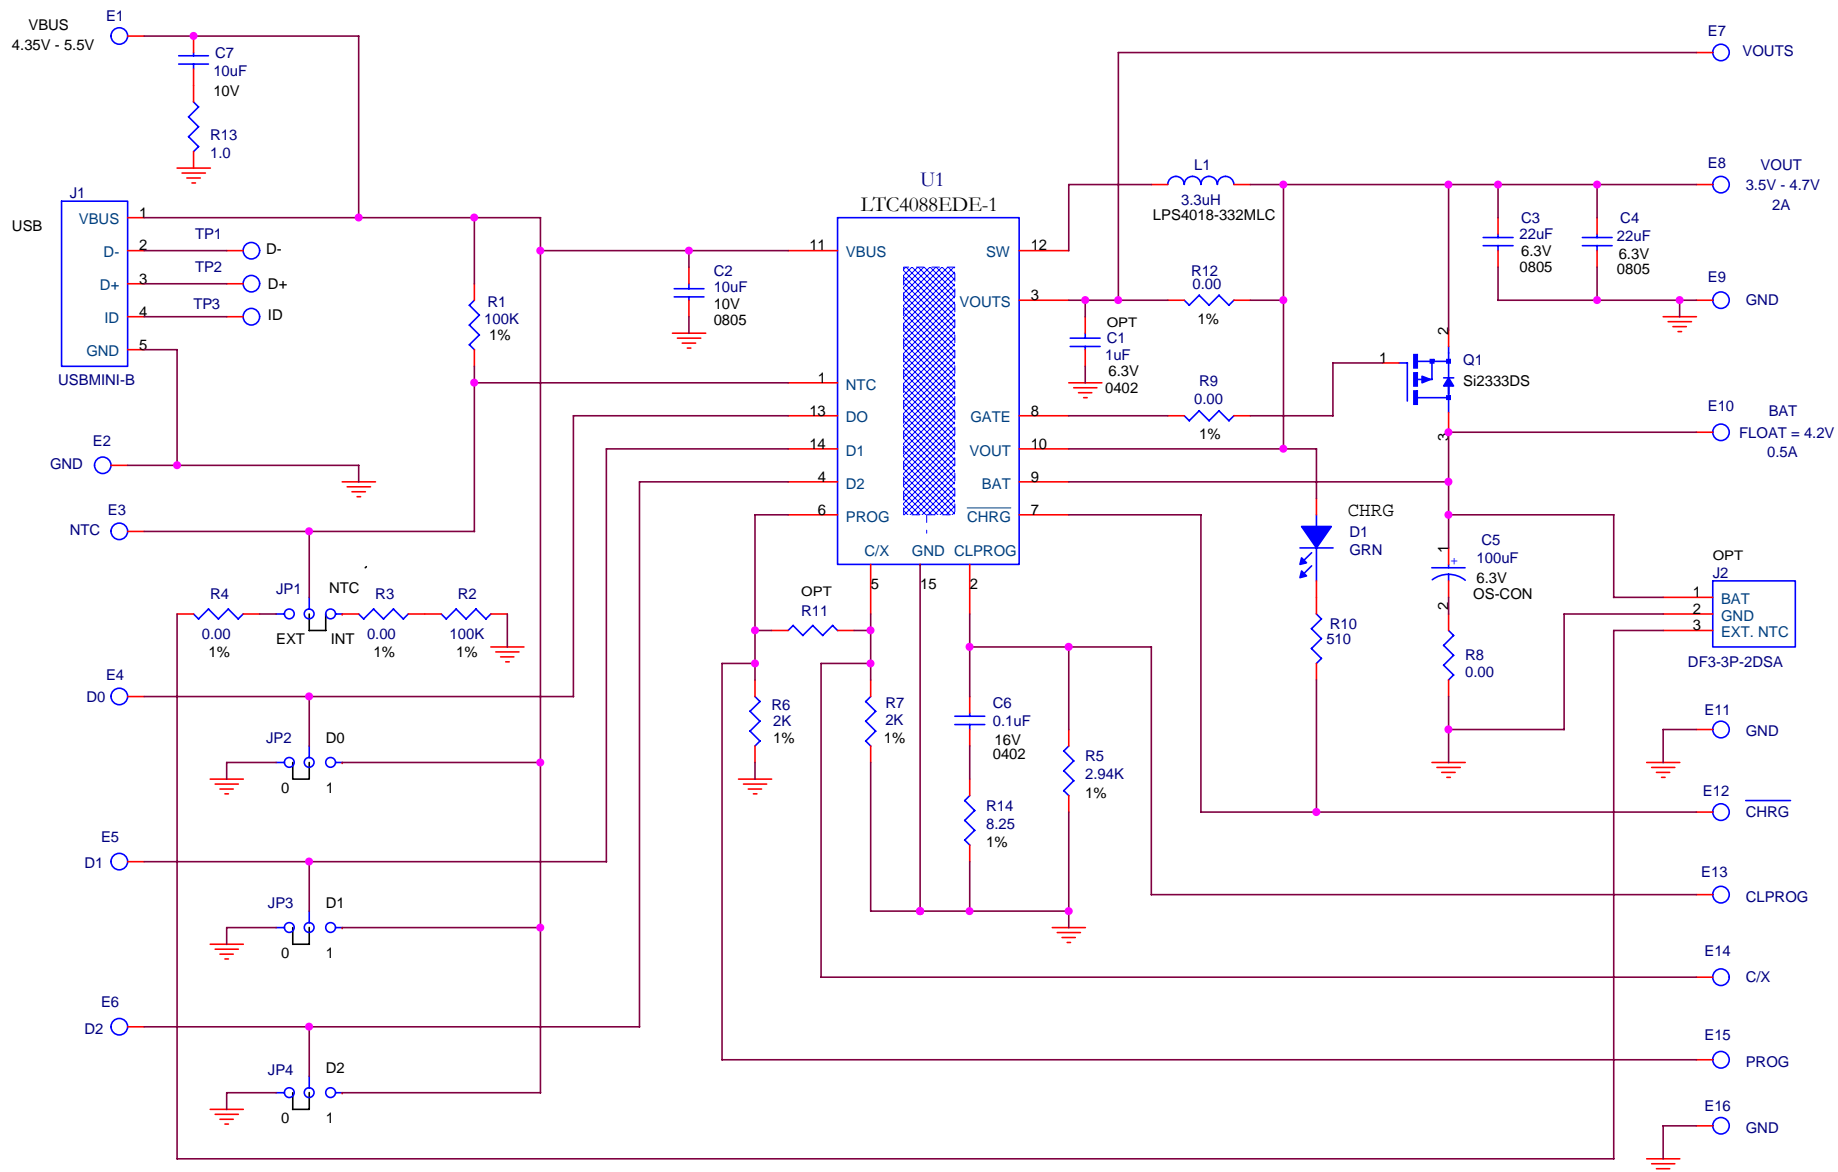 E1
VBUS
4.35V - 5.5V
C7
10uF
10V
R13
1.0
E7
VOUTS
J1
USB
VBUS 1
D- 2
D+ 3
ID 4
GND 5
USBMINI-B
TP1
D-
TP2
D+
TP3
ID
R1
100K
1%
C2
10uF
10V
0805
U1
LTC4088EDE-1
11 VBUS
1 NTC
13 DO
14 D1
4 D2
6 PROG
SW 12
VOUTS 3
GATE 8
VOUT 10
BAT 9
CHRG 7
C/X GND CLPROG
5 15 2
L1
3.3uH
LPS4018-332MLC
R12
0.00
1%
OPT
C1
1uF
6.3V
0402
R9
0.00
1%
E8
VOUT
3.5V - 4.7V
2A
C3
22uF
6.3V
0805
C4
22uF
6.3V
0805
E9
GND
2
1
Q1
Si2333DS
3
E10
BAT
FLOAT = 4.2V
0.5A
CHRG
D1
GRN
R10
510
1
+
C5
100uF
6.3V
OS-CON
2
R8
0.00
OPT
J2
1 BAT
2 GND
3 EXT. NTC
DF3-3P-2DSA
E2
GND
E3
NTC
R4
0.00
1%
JP1
NTC
EXT
INT
R3
0.00
1%
R2
100K
1%
E4
D0
JP2
D0
0
1
E5
D1
JP3
D1
0
1
E6
D2
JP4
D2
0
1
OPT
R11
R6
2K
1%
R7
2K
1%
C6
0.1uF
16V
0402
R14
8.25
1%
R5
2.94K
1%
E11
GND
E12
CHRG
E13
CLPROG
E14
C/X
E15
PROG
E16
GND